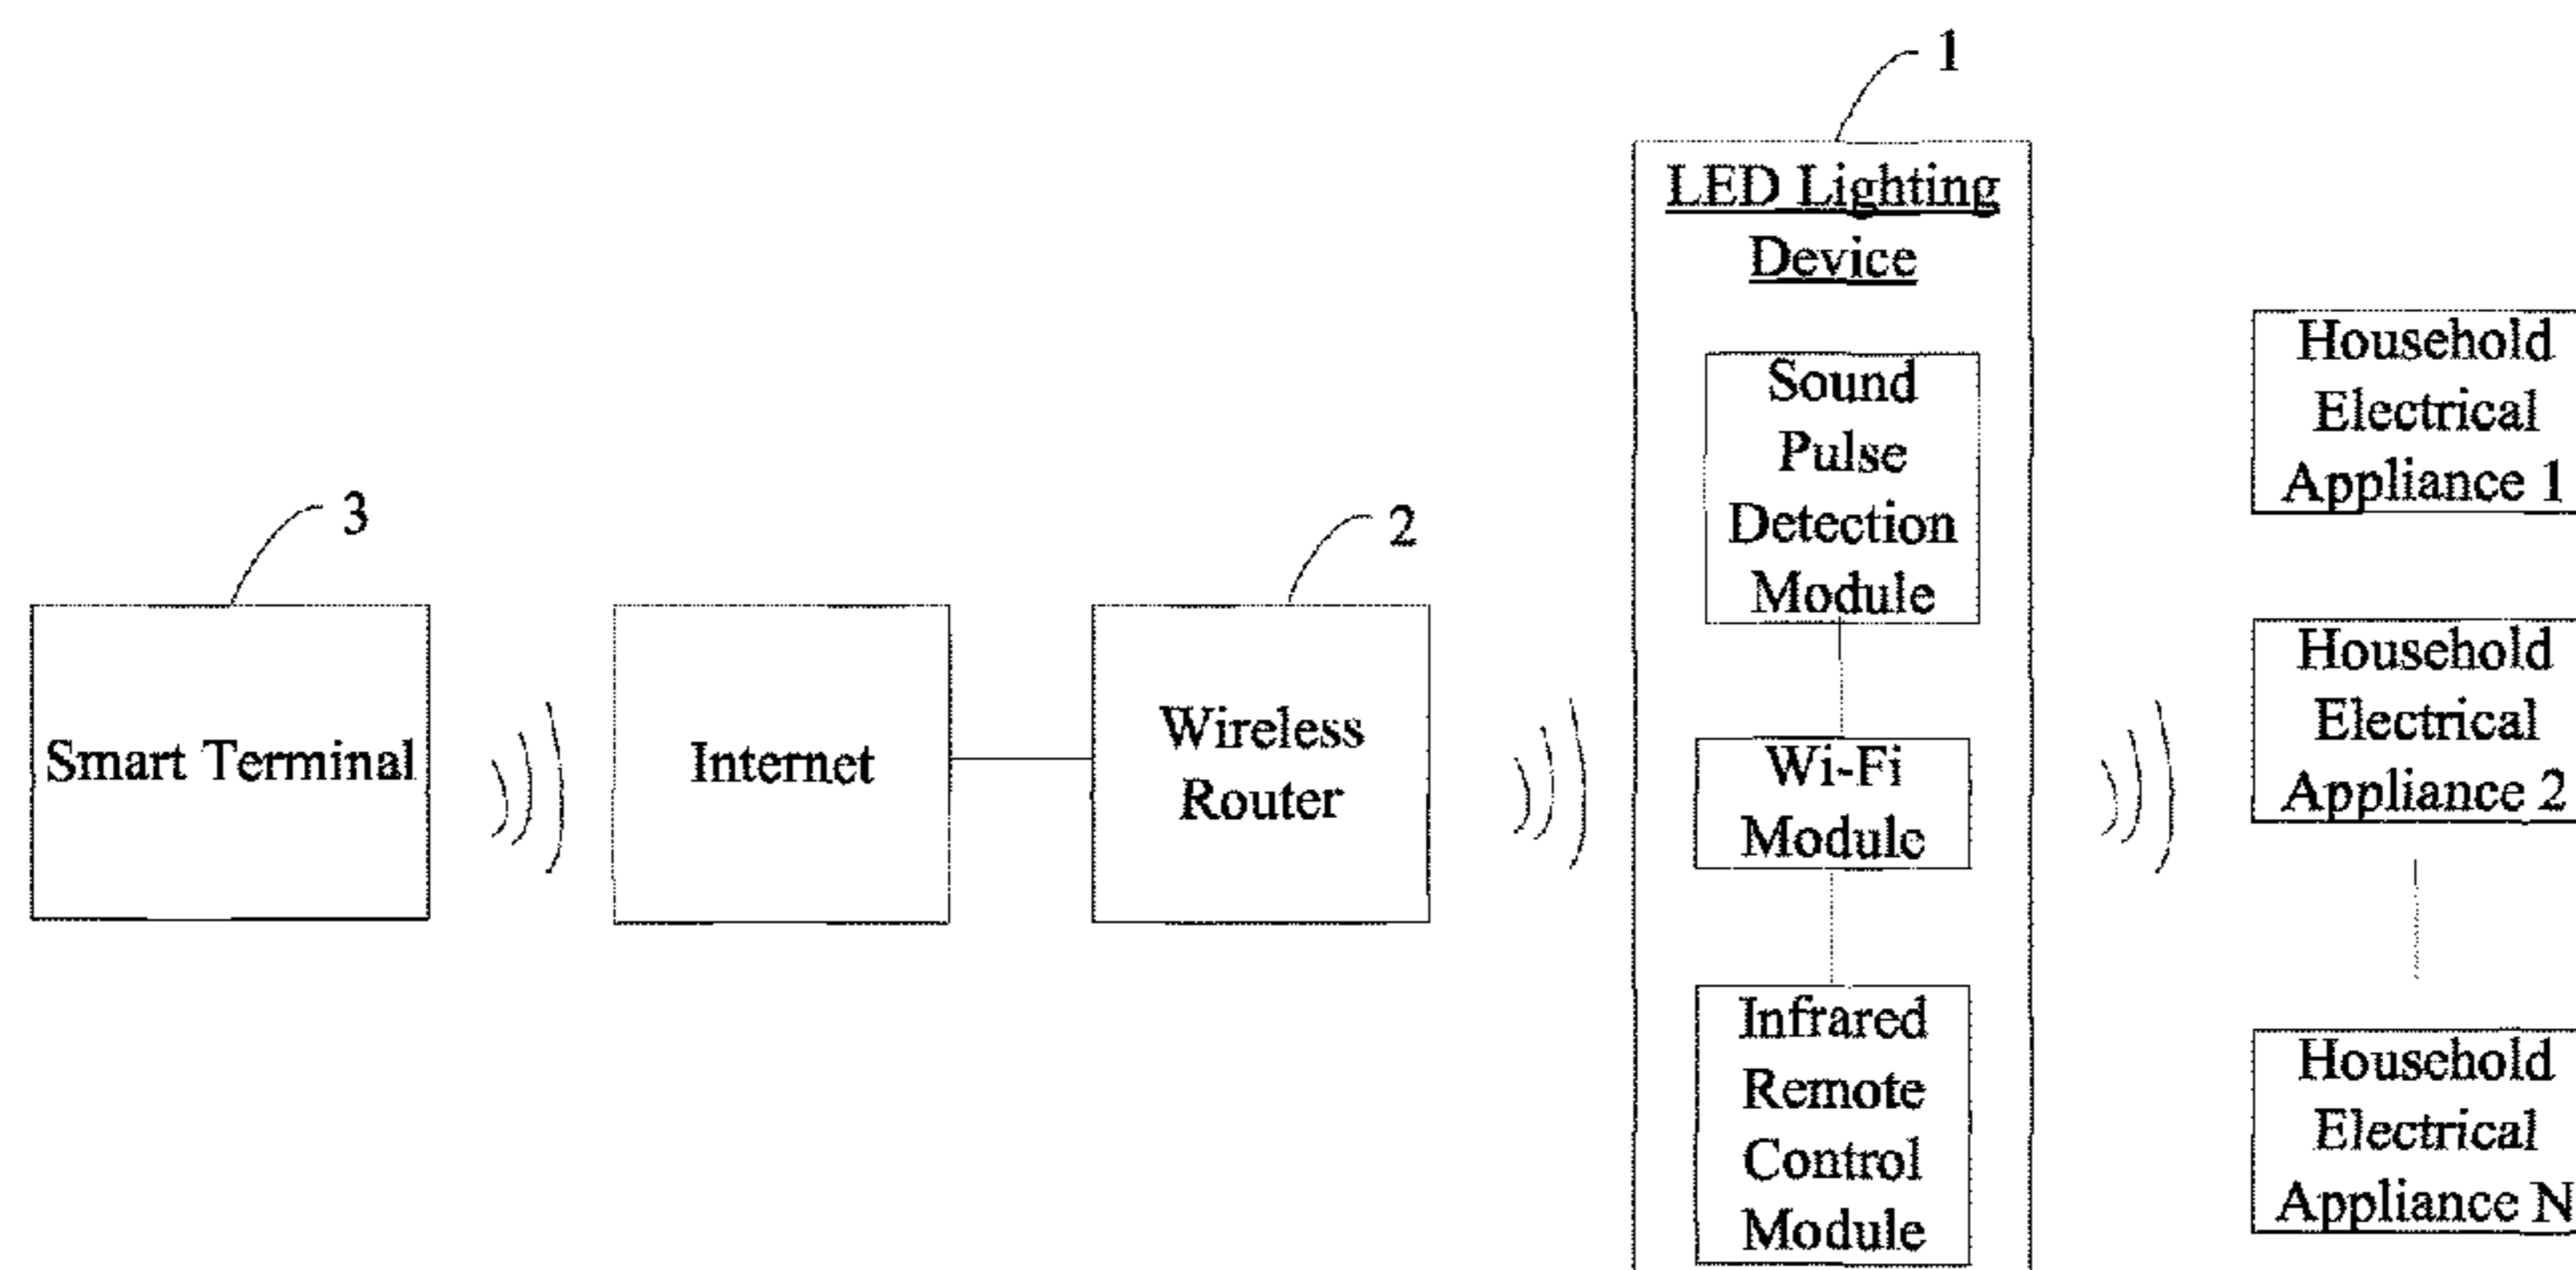 3
Smart Terminal
Internet
2
Wireless
Router
1
LED Lighting
Device
Sound
Pulse
Detection
Module
Wi-Fi
Module
Infrared
Remote
Control
Module
Household
Electrical
Appliance 1
Household
Electrical
Appliance 2
Household
Electrical
Appliance N